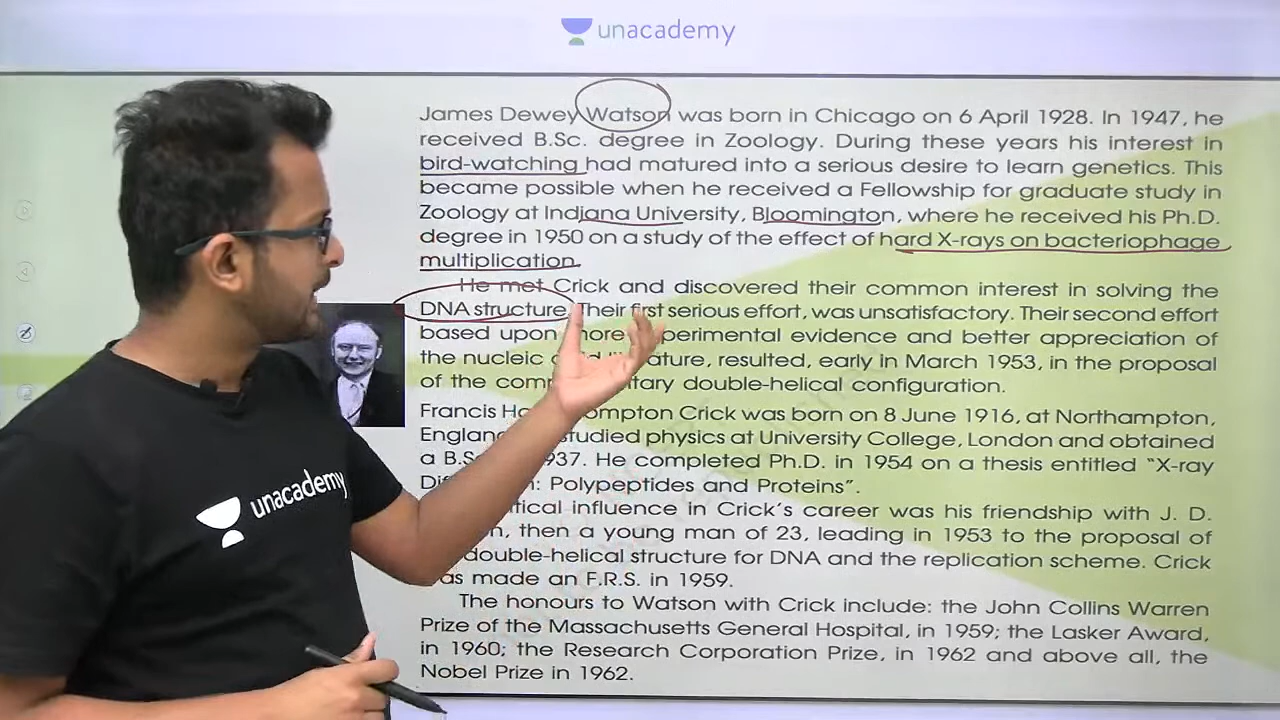 unacademy
James Dewey Watson was born in Chicago on 6 April 1928. In 1947, he
received B.Sc. degree in Zoology. During these years his interest in
bird-watching had matured into a serious desire to learn genetics. This
became possible when he received a Fellowship for graduate study in
Zoology at Indiana University, Bloomington, where he received his Ph.D.
degree in 1950 on a study of the effect of hard X-rays on bacteriophage
multiplication.
He met Crick and discovered their common interest in solving the
DNA structure. Their first serious effort, was unsatisfactory. Their second effort
based upon more experimental evidence and better appreciation of
the nucleic acid literature, resulted, early in March 1953, in the proposal
of the complementary double-helical configuration.
Francis Ha ompton Crick was born on 8 June 1916, at Northampton,
England studied physics at University College, London and obtained
a B.S 937. He completed Ph.D. in 1954 on a thesis entitled "X-ray
Dif n: Polypeptides and Proteins".
tical influence in Crick's career was his friendship with J. D.
n, then a young man of 23, leading in 1953 to the proposal of
double-helical structure for DNA and the replication scheme. Crick
was made an F.R.S. in 1959.
The honours to Watson with Crick include: the John Collins Warren
Prize of the Massachusetts General Hospital, in 1959; the Lasker Award,
in 1960; the Research Corporation Prize, in 1962 and above all, the
Nobel Prize in 1962.
unacademy